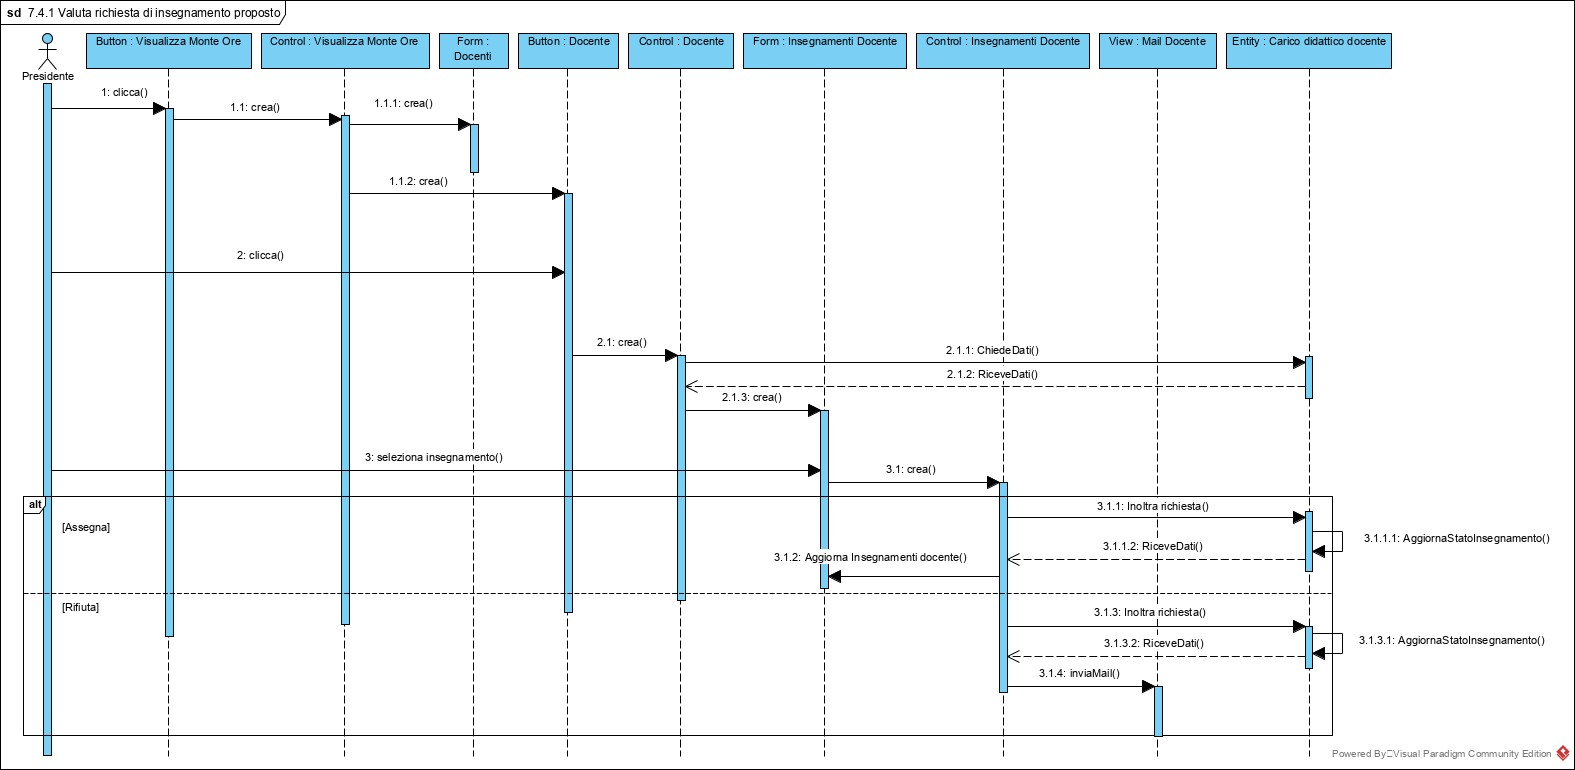 sd 7.4.1 Valuta richiesta di insegnamento proposto
Presidente
Button : Visualizza Monte Ore
Control : Visualizza Monte Ore
Form :
Docenti
Button : Docente
Control : Docente
Form : Insegnamenti Docente
Control : Insegnamenti Docente
View : Mail Docente
Entity : Carico didattico docente
1: clicca()
1.1: crea()
1.1.1: crea()
1.1.2: crea()
2: clicca()
2.1: crea()
2.1.1: ChiedeDati()
2.1.2: RiceveDati()
2.1.3: crea()
3: seleziona insegnamento()
3.1: crea()
alt
[Assegna]
3.1.1: Inoltra richiesta()
3.1.1.1: AggiornaStatoInsegnamento()
3.1.1.2: RiceveDati()
3.1.2: Aggiorna Insegnamenti docente()
[Rifiuta]
3.1.3: Inoltra richiesta()
3.1.3.1: AggiornaStatoInsegnamento()
3.1.3.2: RiceveDati()
3.1.4: inviaMail()
Powered By Visual Paradigm Community Edition